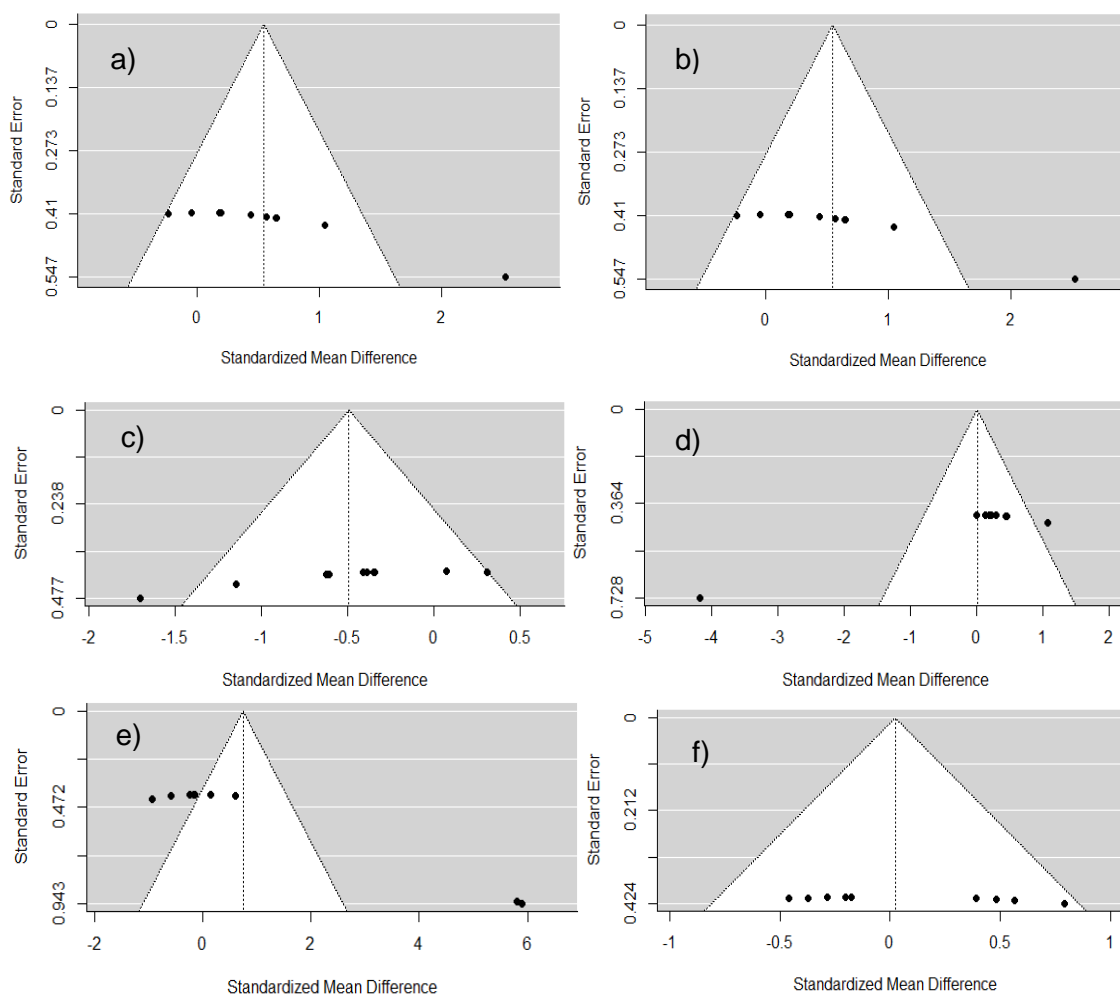 a)
Standard Error
0
0.137
0.273
0.41
0.547
0 1 2
Standardized Mean Difference
b)
Standard Error
0
0.137
0.273
0.41
0.547
0 1 2
Standardized Mean Difference
c)
Standard Error
0
0.238
0.477
-2 -1.5 -1 -0.5 0 0.5
Standardized Mean Difference
d)
Standard Error
0
0.364
0.728
-5 -4 -3 -2 -1 0 1 2
Standardized Mean Difference
e)
Standard Error
0
0.472
0.943
-2 0 2 4 6
Standardized Mean Difference
f)
Standard Error
0
0.212
0.424
-1 -0.5 0 0.5 1
Standardized Mean Difference